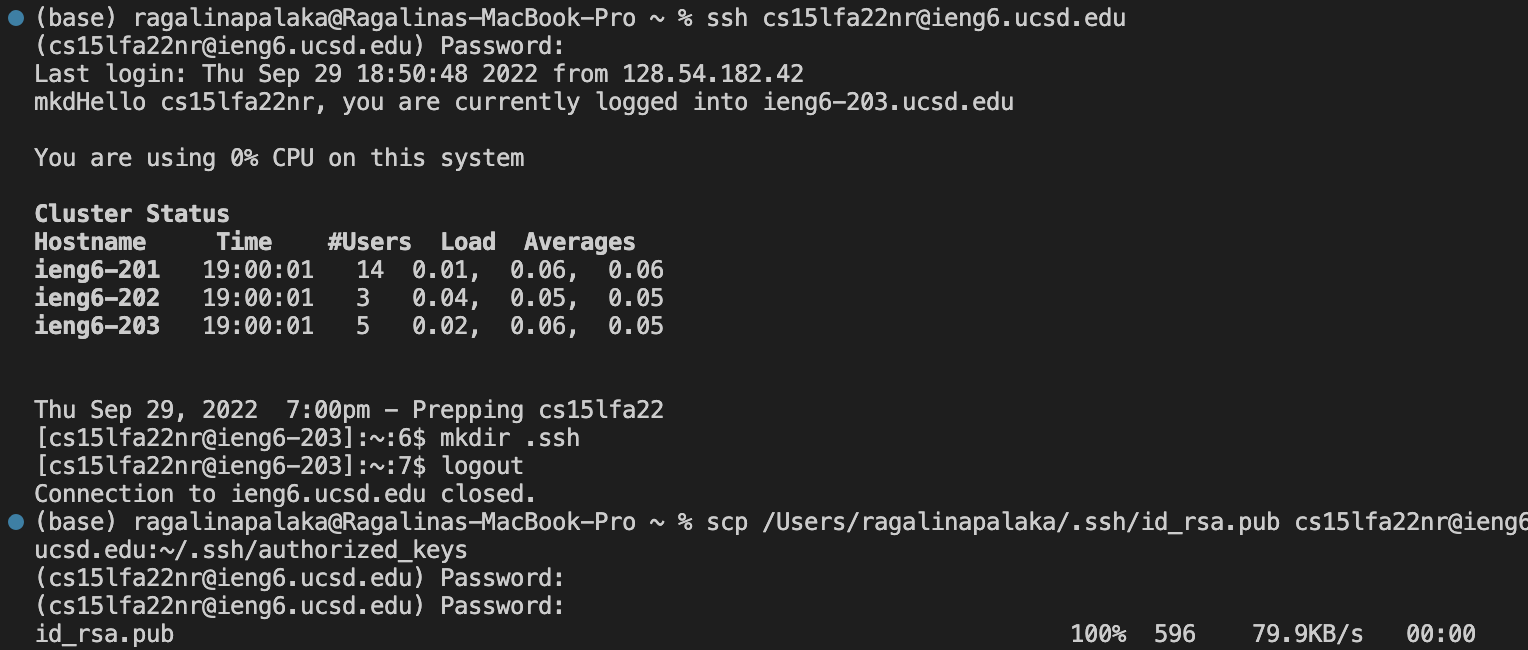 (base) ragalinapalaka@Ragalinas-MacBook-Pro ~ % ssh cs15lfa22nr@ieng6.ucsd.edu
(cs15lfa22nr@ieng6.ucsd.edu) Password:
Last login: Thu Sep 29 18:50:48 2022 from 128.54.182.42
mkdHello cs15lfa22nr, you are currently logged into ieng6-203.ucsd.edu
You are using 0% CPU on this system
Cluster Status
Hostname     Time    #Users  Load  Averages
ieng6-201   19:00:01   14  0.01,  0.06,  0.06
ieng6-202   19:00:01   3   0.04,  0.05,  0.05
ieng6-203   19:00:01   5   0.02,  0.06,  0.05
Thu Sep 29, 2022  7:00pm - Prepping cs15lfa22
[cs15lfa22nr@ieng6-203]:~:6$ mkdir .ssh
[cs15lfa22nr@ieng6-203]:~:7$ logout
Connection to ieng6.ucsd.edu closed.
(base) ragalinapalaka@Ragalinas-MacBook-Pro ~ % scp /Users/ragalinapalaka/.ssh/id_rsa.pub cs15lfa22nr@ieng6
ucsd.edu:~/.ssh/authorized_keys
(cs15lfa22nr@ieng6.ucsd.edu) Password:
(cs15lfa22nr@ieng6.ucsd.edu) Password:
id_rsa.pub                                                                100%  596    79.9KB/s   00:00